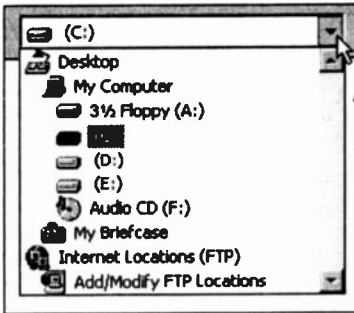 (C:)
Desktop
My Computer
3½ Floppy (A:)
(D:)
(E:)
Audio CD (F:)
My Briefcase
Internet Locations (FTP)
Add/Modify FTP Locations